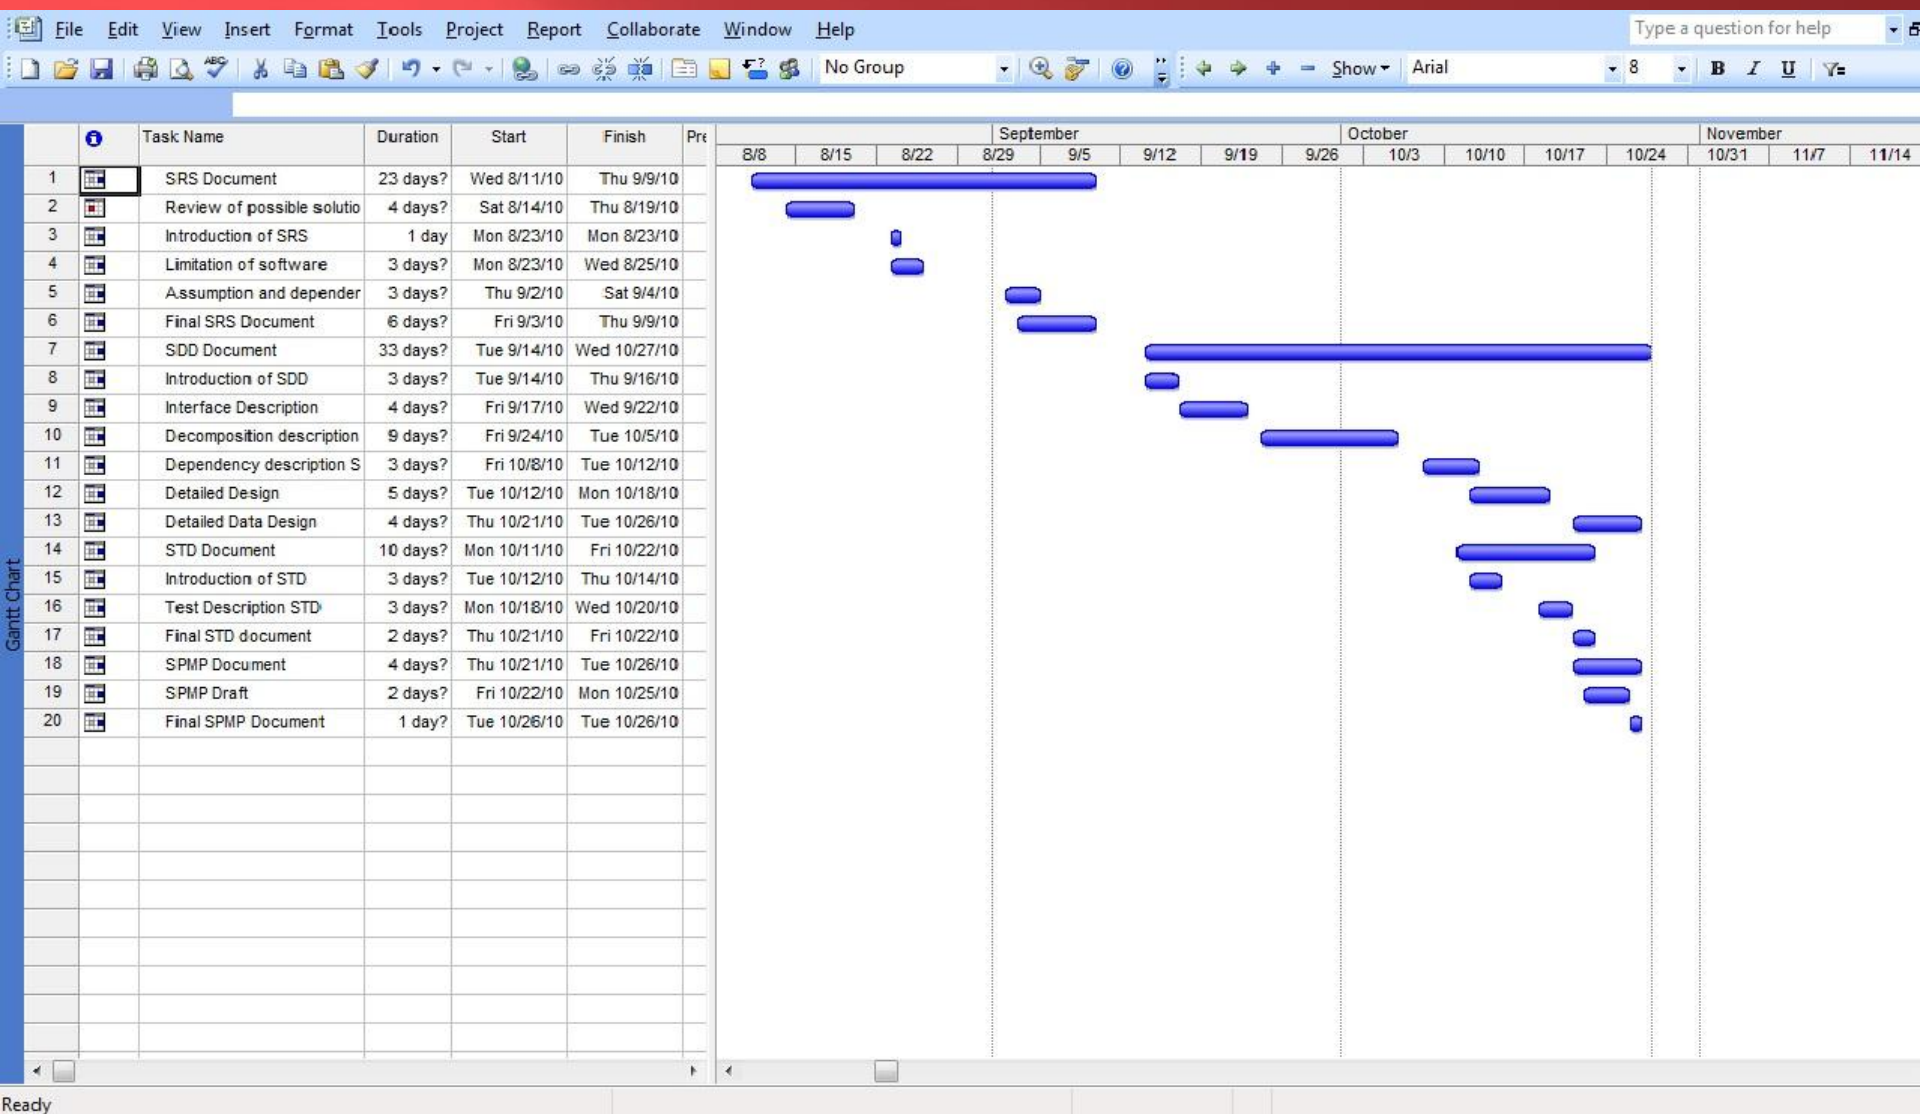 File Edit View Insert Format Tools Project Report Collaborate Window Help Type a question for help
No Group Show Arial 8 B I U
Task Name Duration Start Finish Pre September October November
8/8 8/15 8/22 8/29 9/5 9/12 9/19 9/26 10/3 10/10 10/17 10/24 10/31 11/7 11/14
1 SRS Document 23 days? Wed 8/11/10 Thu 9/9/10
2 Review of possible solutio 4 days? Sat 8/14/10 Thu 8/19/10
3 Introduction of SRS 1 day Mon 8/23/10 Mon 8/23/10
4 Limitation of software 3 days? Mon 8/23/10 Wed 8/25/10
5 Assumption and depender 3 days? Thu 9/2/10 Sat 9/4/10
6 Final SRS Document 6 days? Fri 9/3/10 Thu 9/9/10
7 SDD Document 33 days? Tue 9/14/10 Wed 10/27/10
8 Introduction of SDD 3 days? Tue 9/14/10 Thu 9/16/10
9 Interface Description 4 days? Fri 9/17/10 Wed 9/22/10
10 Decomposition description 9 days? Fri 9/24/10 Tue 10/5/10
11 Dependency description S 3 days? Fri 10/8/10 Tue 10/12/10
12 Detailed Design 5 days? Tue 10/12/10 Mon 10/18/10
13 Detailed Data Design 4 days? Thu 10/21/10 Tue 10/26/10
14 STD Document 10 days? Mon 10/11/10 Fri 10/22/10
15 Introduction of STD 3 days? Tue 10/12/10 Thu 10/14/10
16 Test Description STD 3 days? Mon 10/18/10 Wed 10/20/10
17 Final STD document 2 days? Thu 10/21/10 Fri 10/22/10
18 SPMP Document 4 days? Thu 10/21/10 Tue 10/26/10
19 SPMP Draft 2 days? Fri 10/22/10 Mon 10/25/10
20 Final SPMP Document 1 day? Tue 10/26/10 Tue 10/26/10
Gantt Chart
Ready